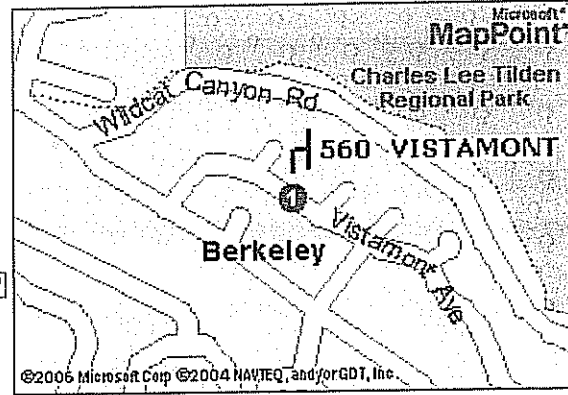 Microsoft®
MapPoint®
Charles Lee Tilden
Regional Park
Wildcat Canyon Rd
560 VISTAMONT
1
Berkeley
Vistamont Ave
©2006 Microsoft Corp ©2004 NAVTEQ, and/or GDT, Inc.